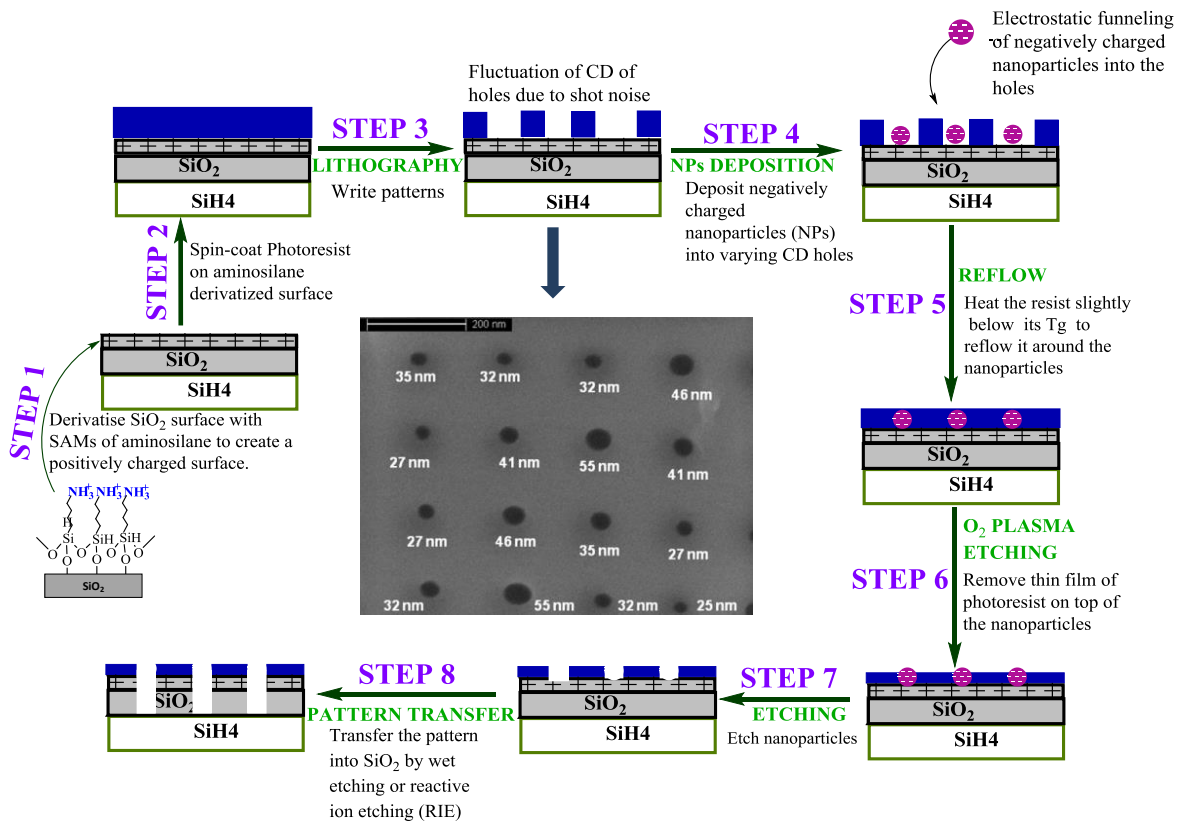 STEP 1
Derivatise SiO2 surface with
SAMs of aminosilane to create a
positively charged surface.
NH3+ NH3+ NH3+
H
Si SiH SiH
O O O O
O O O
SiO2
SiO2
SiH4
STEP 2
Spin-coat Photoresist
on aminosilane
derivatized surface
SiO2
SiH4
STEP 3
LITHOGRAPHY
Write patterns
Fluctuation of CD of
holes due to shot noise
SiO2
SiH4
200 nm
35 nm
32 nm
32 nm
46 nm
27 nm
41 nm
55 nm
41 nm
27 nm
46 nm
35 nm
27 nm
32 nm
55 nm
32 nm
25 nm
STEP 4
NPs DEPOSITION
Deposit negatively
charged
nanoparticles (NPs)
into varying CD holes
Electrostatic funneling
of negatively charged
nanoparticles into the
holes
SiO2
SiH4
STEP 5
REFLOW
Heat the resist slightly
below its Tg to
reflow it around the
nanoparticles
SiO2
SiH4
STEP 6
O2 PLASMA
ETCHING
Remove thin film of
photoresist on top of
the nanoparticles
SiO2
SiH4
STEP 7
ETCHING
Etch nanoparticles
SiO2
SiH4
STEP 8
PATTERN TRANSFER
Transfer the pattern
into SiO2 by wet
etching or reactive
ion etching (RIE)
SiO
SiH4